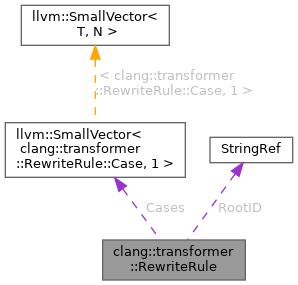 llvm::SmallVector<
T, N >
< clang::transformer
::RewriteRule::Case, 1 >
llvm::SmallVector<
clang::transformer
::RewriteRule::Case, 1 >
StringRef
Cases
RootID
clang::transformer
::RewriteRule